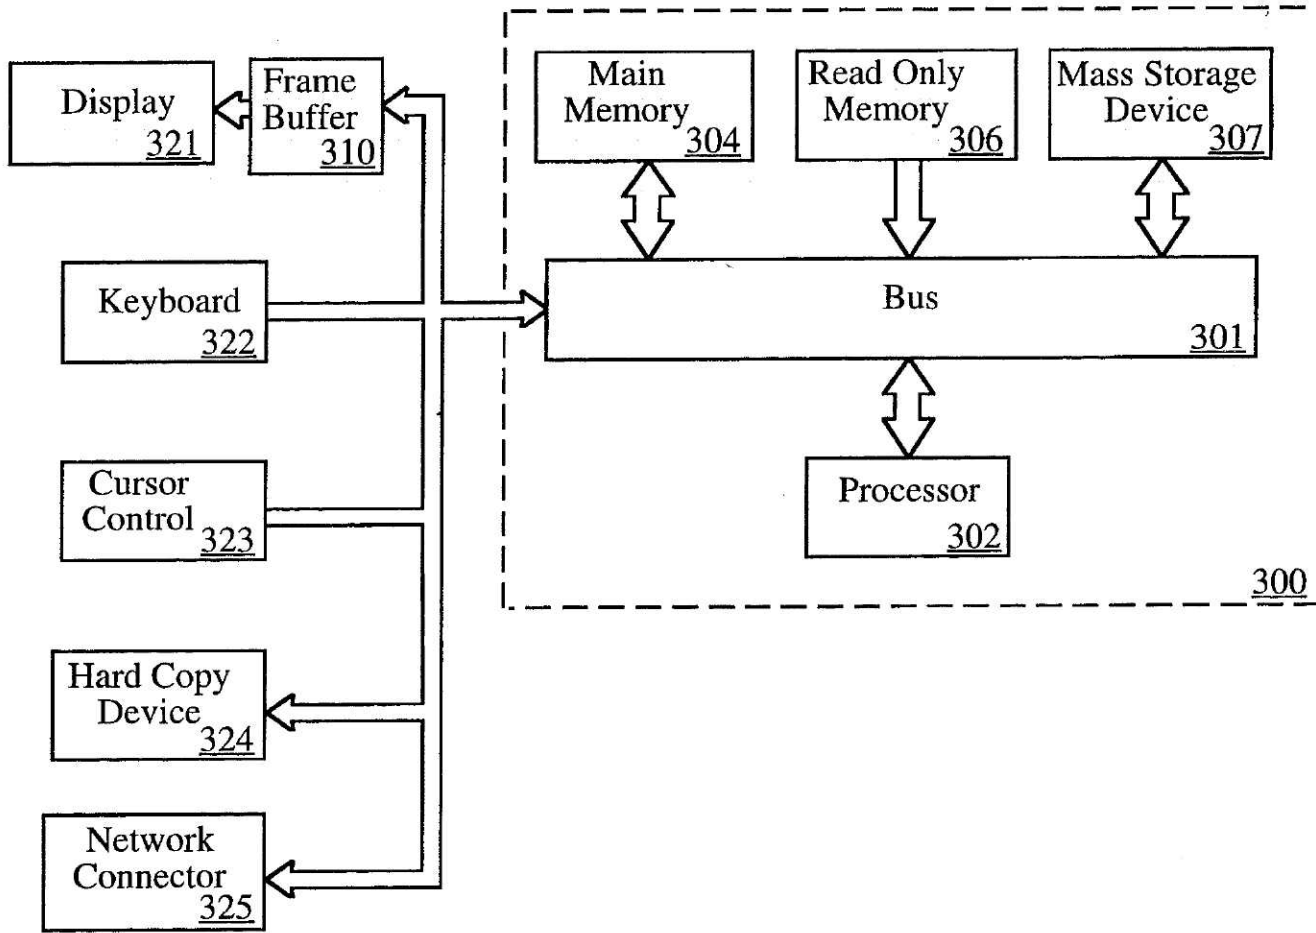 Display
321
Frame
Buffer
310
Main
Memory
304
Read Only
Memory
306
Mass Storage
Device
307
Keyboard
322
Bus
301
Cursor
Control
323
Processor
302
300
Hard Copy
Device
324
Network
Connector
325